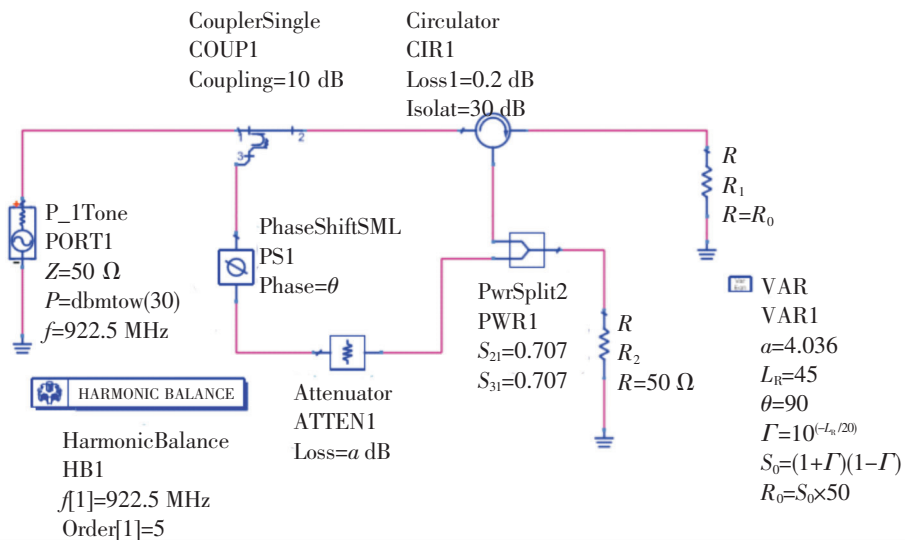 CouplerSingle
COUP1
Coupling=10 dB
Circulator
CIR1
Loss1=0.2 dB
Isolat=30 dB
1
2
3
P_1Tone
PORT1
Z=50 Ω
P=dbmtow(30)
f=922.5 MHz
PhaseShiftSML
PS1
Phase=θ
R
R₁
R=R₀
PwrSplit2
PWR1
S₂₁=0.707
S₃₁=0.707
R
R₂
R=50 Ω
VAR
VAR1
a=4.036
L_R=45
θ=90
Γ=10^(-L_R/20)
S₀=(1+Γ)(1−Γ)
R₀=S₀×50
Attenuator
ATTEN1
Loss=a dB
HARMONIC BALANCE
HarmonicBalance
HB1
f[1]=922.5 MHz
Order[1]=5